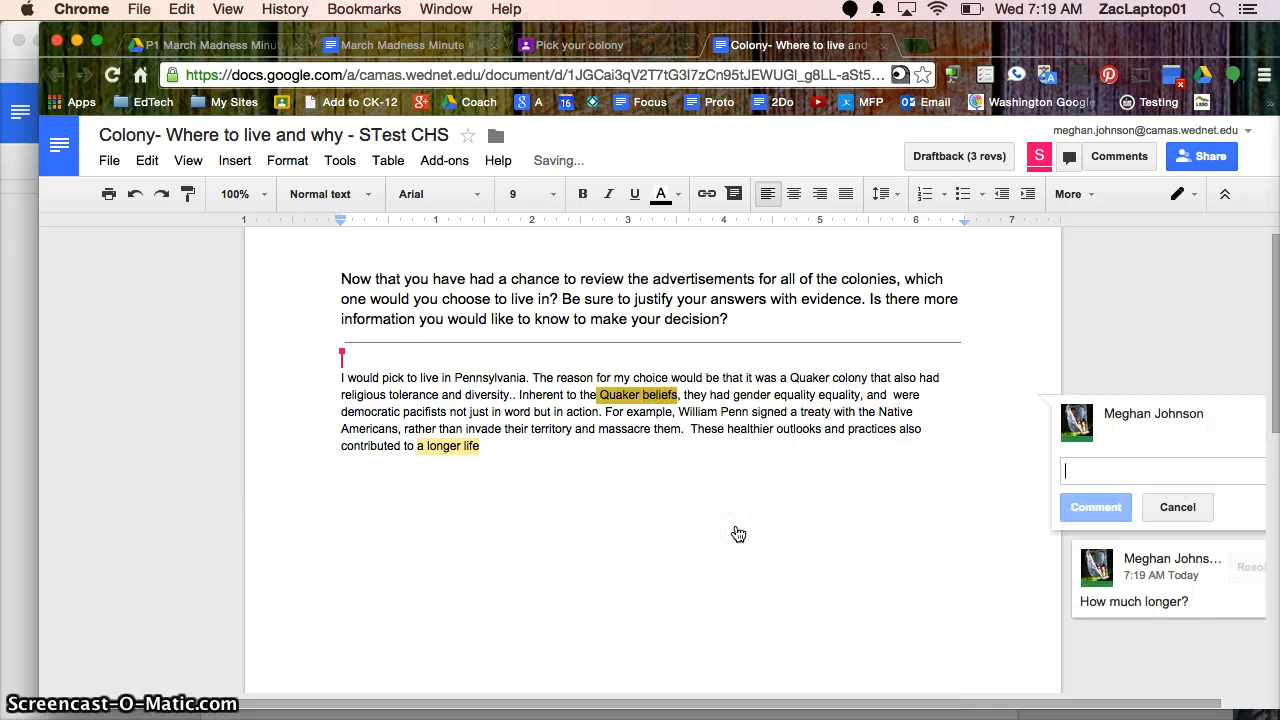 Chrome File Edit View History Bookmarks Window Help Wed 7:19 AM ZacLaptop01
P1 March Madness Minut March Madness Minute # Pick your colony Colony- Where to live and
https://docs.google.com/a/camas.wednet.edu/document/d/1JGCai3qV2T7tG3l7zCn95tJEWUGl_g8LL-aSt5...
Apps EdTech My Sites Add to CK-12 Coach A Focus Proto 2Do MFP Email Washington Goog Testing
Colony- Where to live and why - STest CHS
meghan.johnson@camas.wednet.edu
File Edit View Insert Format Tools Table Add-ons Help Saving...
Draftback (3 revs) S Comments Share
100% Normal text Arial 9 B I U A More
1 1 2 3 4 5 6 7
Now that you have had a chance to review the advertisements for all of the colonies, which
one would you choose to live in? Be sure to justify your answers with evidence. Is there more
information you would like to know to make your decision?
I would pick to live in Pennsylvania. The reason for my choice would be that it was a Quaker colony that also had
religious tolerance and diversity.. Inherent to the Quaker beliefs, they had gender equality equality, and were
democratic pacifists not just in word but in action. For example, William Penn signed a treaty with the Native
Americans, rather than invade their territory and massacre them. These healthier outlooks and practices also
contributed to a longer life
Meghan Johnson
Comment Cancel
Meghan Johns...
7:19 AM Today
Resol
How much longer?
Screencast-O-Matic.com